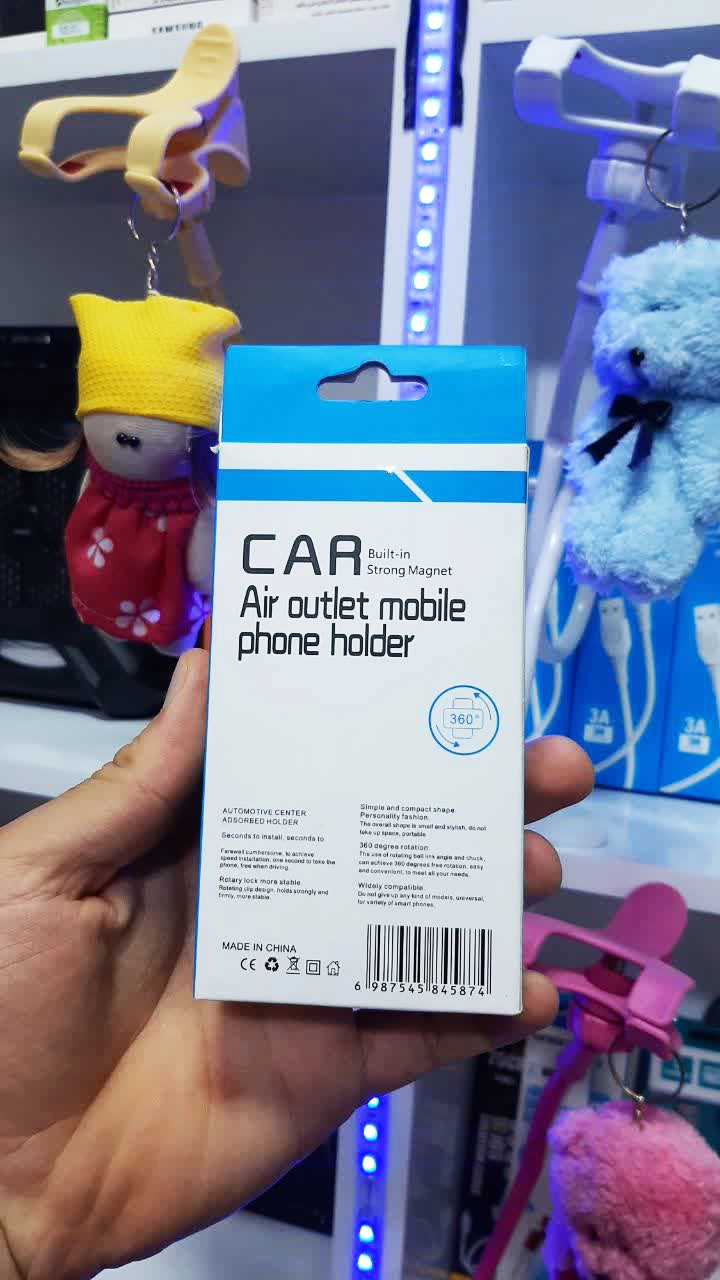 SAMSUNG
CAR Built-in
Strong Magnet
Air outlet mobile
phone holder
360°
AUTOMOTIVE CENTER
ADSORBED HOLDER
Seconds to install, seconds to
Farewell cumbersome, to achieve
speed installation, one second to take the
phone, free when driving.
Rotary lock more stable.
Rotating clip design, holds strongly and
firmly, more stable.
Simple and compact shape.
Personality fashion.
The overall shape is small and stylish, do not
take up space, portable.
360 degree rotation.
The use of rotating ball link angle and chuck,
can achieve 360 degrees free rotation, easy
and convenient, to meet all your needs.
Widely compatible.
Do not give up any kind of models, universal,
for variety of smart phones.
MADE IN CHINA
CE
6 987545 845874
3A
3A